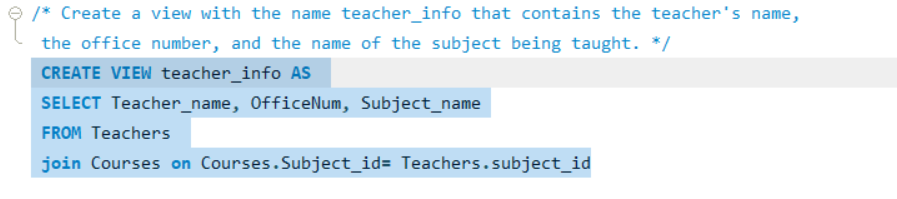 /* Create a view with the name teacher_info that contains the teacher's name,
the office number, and the name of the subject being taught. */
CREATE VIEW teacher_info AS
SELECT Teacher_name, OfficeNum, Subject_name
FROM Teachers
join Courses on Courses.Subject_id= Teachers.subject_id